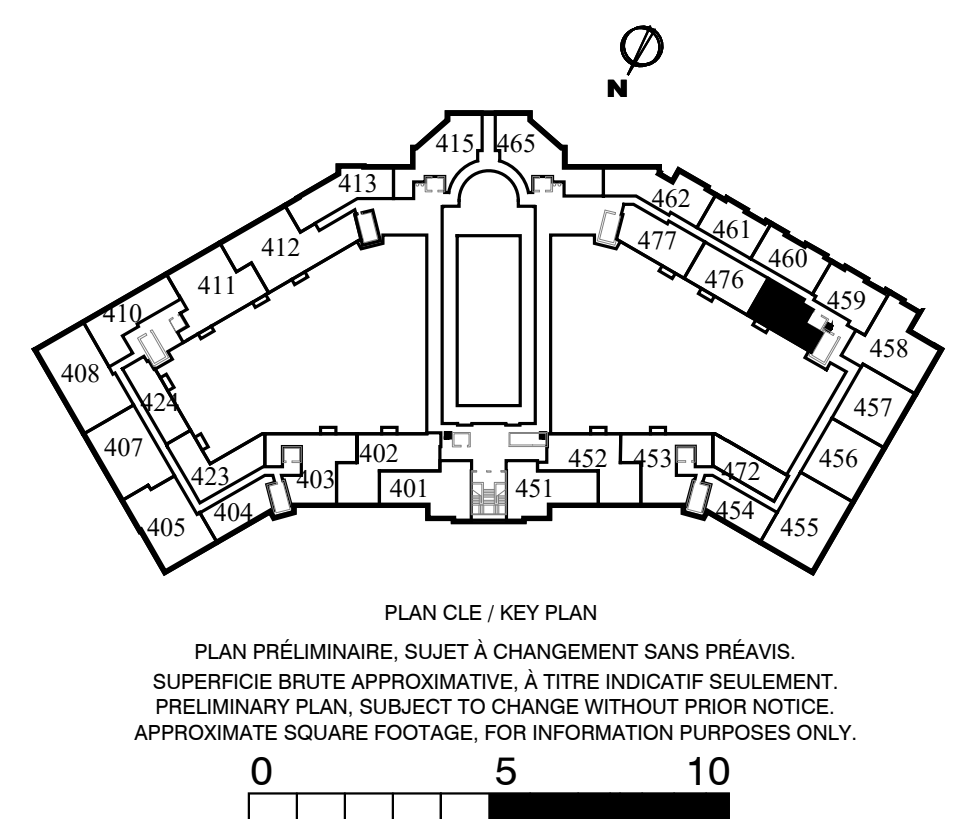 N
415 465
413 462
412 477 461
411 476 460
410 459
408 458
424 457
407 402 452 456
423 403 453 472
401 451
405 404 454 455
PLAN CLE / KEY PLAN
PLAN PRÉLIMINAIRE, SUJET À CHANGEMENT SANS PRÉAVIS.
SUPERFICIE BRUTE APPROXIMATIVE, À TITRE INDICATIF SEULEMENT.
PRELIMINARY PLAN, SUBJECT TO CHANGE WITHOUT PRIOR NOTICE.
APPROXIMATE SQUARE FOOTAGE, FOR INFORMATION PURPOSES ONLY.
0 5 10